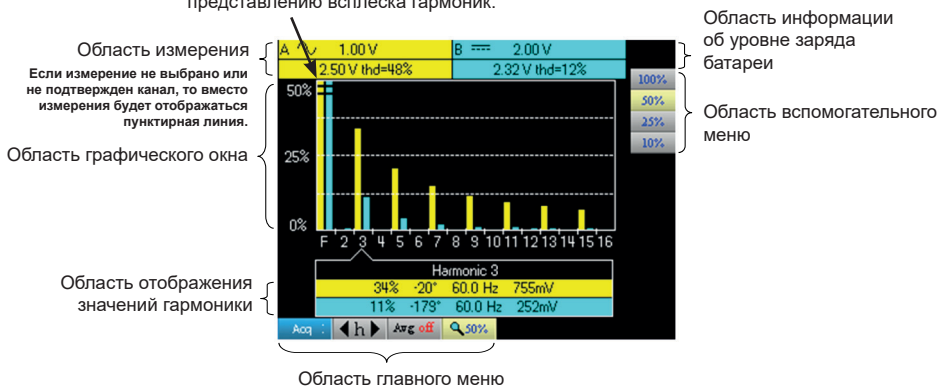 представлению всплеска гармоник.
Область измерения
Если измерение не выбрано или
не подтвержден канал, то вместо
измерения будет отображаться
пунктирная линия.
Область графического окна
Область отображения
значений гармоники
A 1.00 V
B 2.00 V
2.50 V thd=48%
2.32 V thd=12%
50%
25%
0%
F 2 3 4 5 6 7 8 9 10 11 12 13 14 15 16
Harmonic 3
34% -20° 60.0 Hz 755mV
11% -173° 60.0 Hz 252mV
Acq : h Avg off 50%
100%
50%
25%
10%
Область информации
об уровне заряда
батареи
Область вспомогательного
меню
Область главного меню